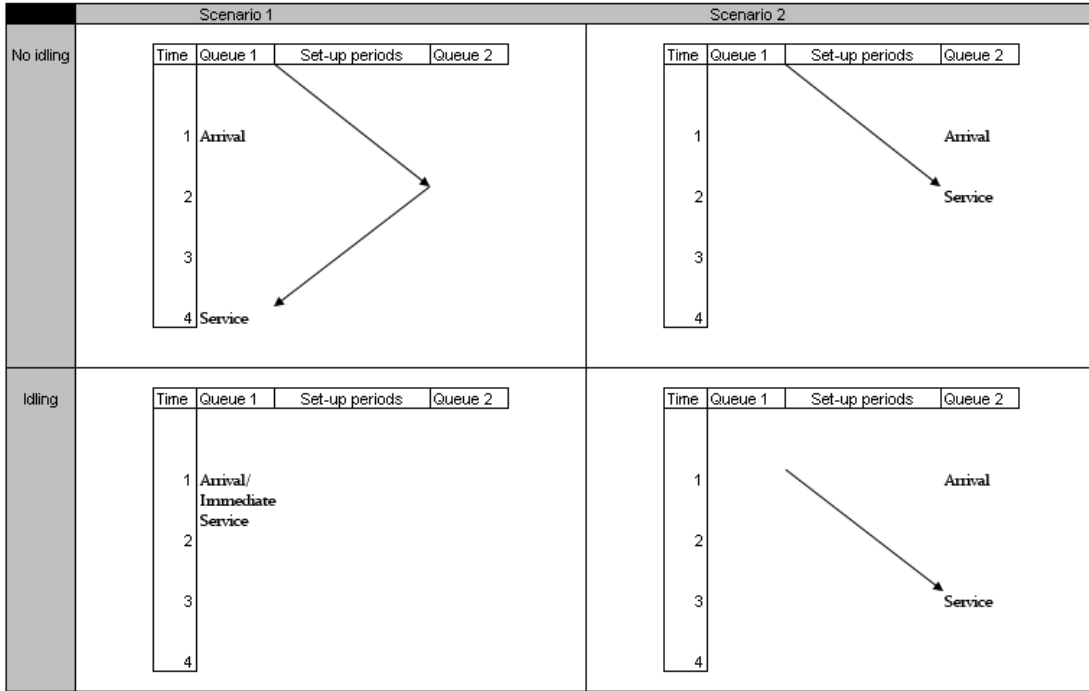 Scenario 1 Scenario 2
No idling
Time Queue 1 Set-up periods Queue 2
1 Arrival
2
3
4 Service
Time Queue 1 Set-up periods Queue 2
1 Arrival
2 Service
3
4
Idling
Time Queue 1 Set-up periods Queue 2
1 Arrival/
Immediate
Service
2
3
4
Time Queue 1 Set-up periods Queue 2
1 Arrival
2
3 Service
4